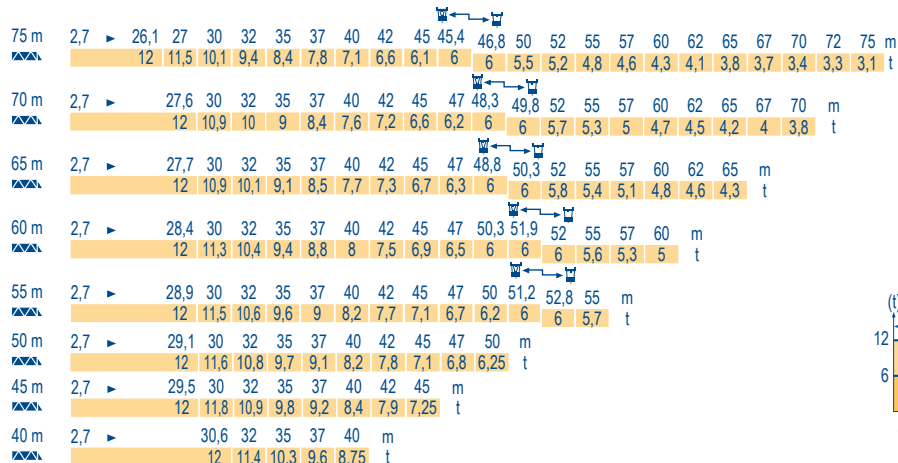 75 m 2,7 ► 26,1 27 30 32 35 37 40 42 45 45,4 46,8 50 52 55 57 60 62 65 67 70 72 75 m
12 11,5 10,1 9,4 8,4 7,8 7,1 6,6 6,1 6 6 5,5 5,2 4,8 4,6 4,3 4,1 3,8 3,7 3,4 3,3 3,1 t
70 m 2,7 ► 27,6 30 32 35 37 40 42 45 47 48,3 49,8 52 55 57 60 62 65 67 70 m
12 10,9 10 9 8,4 7,6 7,2 6,6 6,2 6 6 5,7 5,3 5 4,7 4,5 4,2 4 3,8 t
65 m 2,7 ► 27,7 30 32 35 37 40 42 45 47 48,8 50,3 52 55 57 60 62 65 m
12 10,9 10,1 9,1 8,5 7,7 7,3 6,7 6,3 6 6 5,8 5,4 5,1 4,8 4,6 4,3 t
60 m 2,7 ► 28,4 30 32 35 37 40 42 45 47 50,3 51,9 52 55 57 60 m
12 11,3 10,4 9,4 8,8 8 7,5 6,9 6,5 6 6 6 5,6 5,3 5 t
55 m 2,7 ► 28,9 30 32 35 37 40 42 45 47 50 51,2 52,8 55 m
12 11,5 10,6 9,6 9 8,2 7,7 7,1 6,7 6,2 6 6 5,7 t
50 m 2,7 ► 29,1 30 32 35 37 40 42 45 47 50 m
12 11,6 10,8 9,7 9,1 8,2 7,8 7,1 6,8 6,25 t
45 m 2,7 ► 29,5 30 32 35 37 40 42 45 m
12 11,8 10,9 9,8 9,2 8,4 7,9 7,25 t
40 m 2,7 ► 30,6 32 35 37 40 m
12 11,4 10,3 9,6 8,75 t
(t)
12
6